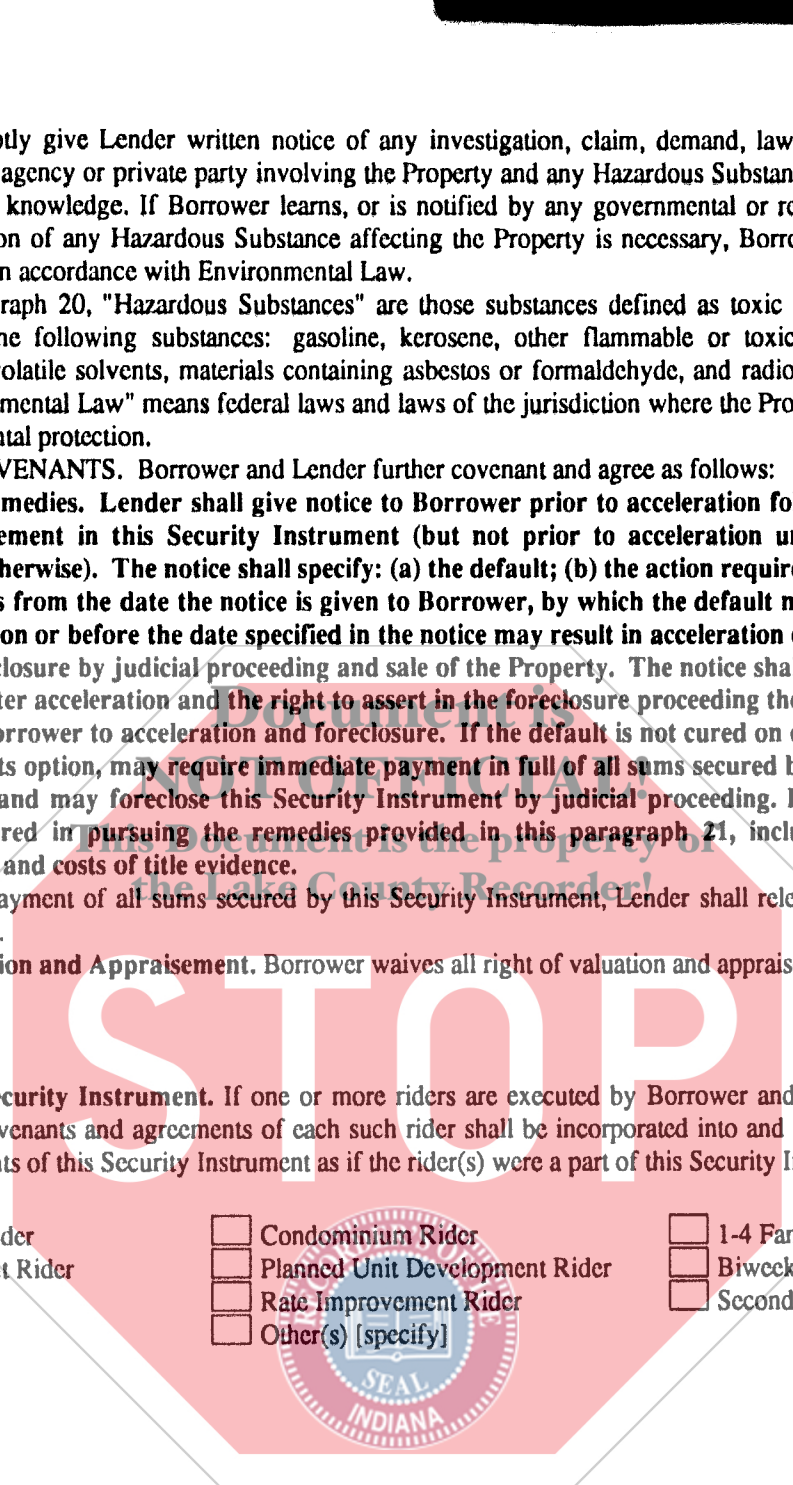 tly give Lender written notice of any investigation, claim, demand, law
agency or private party involving the Property and any Hazardous Substan
knowledge. If Borrower learns, or is notified by any governmental or re
on of any Hazardous Substance affecting the Property is necessary, Borro
n accordance with Environmental Law.
raph 20, "Hazardous Substances" are those substances defined as toxic
ne following substances: gasoline, kerosene, other flammable or toxic
volatile solvents, materials containing asbestos or formaldehyde, and radio
mental Law" means federal laws and laws of the jurisdiction where the Pro
ntal protection.
VENANTS. Borrower and Lender further covenant and agree as follows:
medies. Lender shall give notice to Borrower prior to acceleration fo
ement in this Security Instrument (but not prior to acceleration un
herwise). The notice shall specify: (a) the default; (b) the action require
s from the date the notice is given to Borrower, by which the default n
on or before the date specified in the notice may result in acceleration
closure by judicial proceeding and sale of the Property. The notice sha
ter acceleration and the right to assert in the foreclosure proceeding the
orrower to acceleration and foreclosure. If the default is not cured on
ts option, may require immediate payment in full of all sums secured b
and may foreclose this Security Instrument by judicial proceeding. I
red in pursuing the remedies provided in this paragraph 21, incl
and costs of title evidence.
ayment of all sums secured by this Security Instrument, Lender shall rele
.
ion and Appraisement. Borrower waives all right of valuation and apprais
Document is
NOT OFFICIAL!
This Document is the property of
the Lake County Recorder!
STOP
curity Instrument. If one or more riders are executed by Borrower and
venants and agreements of each such rider shall be incorporated into and
ts of this Security Instrument as if the rider(s) were a part of this Security I
der
Condominium Rider
1-4 Fam
t Rider
Planned Unit Development Rider
Biweek
Rate Improvement Rider
Second
Other(s) [specify]
RECORDER'S OFFICE
SEAL
INDIANA